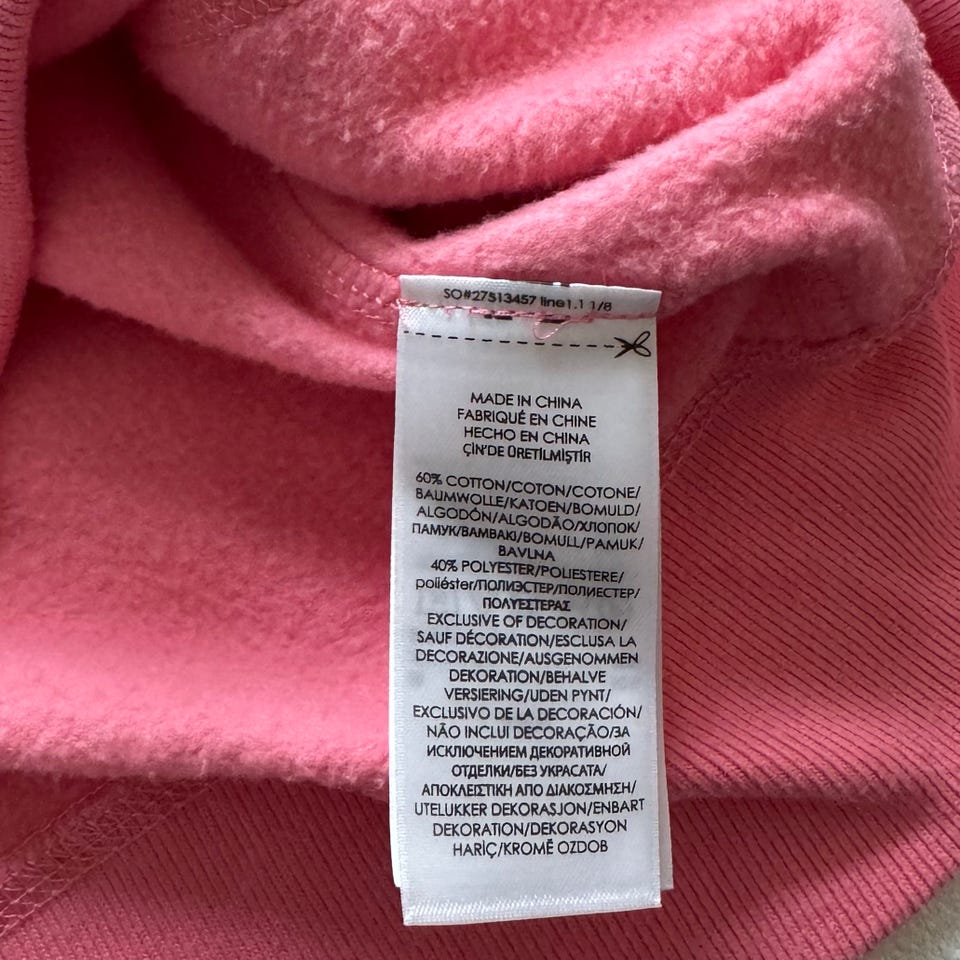 SO#27513457 line1.1 1/8
MADE IN CHINA
FABRIQUÉ EN CHINE
HECHO EN CHINA
ÇİN'DE ÜRETİLMİŞTİR
60% COTTON/COTON/COTONE/
BAUMWOLLE/KATOEN/BOMULD/
ALGODÓN/ALGODÃO/ХЛОПОК/
ПАМУК/BAMBAKI/BOMULL/PAMUK/
BAVLNA
40% POLYESTER/POLIESTERE/
poliéster/ПОЛИЭСТЕР/ПОЛИЕСТЕР/
ΠΟΛΥΕΣΤΕΡΑΣ
EXCLUSIVE OF DECORATION/
SAUF DÉCORATION/ESCLUSA LA
DECORAZIONE/AUSGENOMMEN
DEKORATION/BEHALVE
VERSIERING/UDEN PYNT/
EXCLUSIVO DE LA DECORACIÓN/
NÃO INCLUI DECORAÇÃO/ЗА
ИСКЛЮЧЕНИЕМ ДЕКОРАТИВНОЙ
ОТДЕЛКИ/БЕЗ УКРАСАТА/
ΑΠΟΚΛΕΙΣΤΙΚΗ ΑΠΟ ΔΙΑΚΟΣΜΗΣΗ/
UTELUKKER DEKORASJON/ENBART
DEKORATION/DEKORASYON
HARİÇ/KROMĚ OZDOB